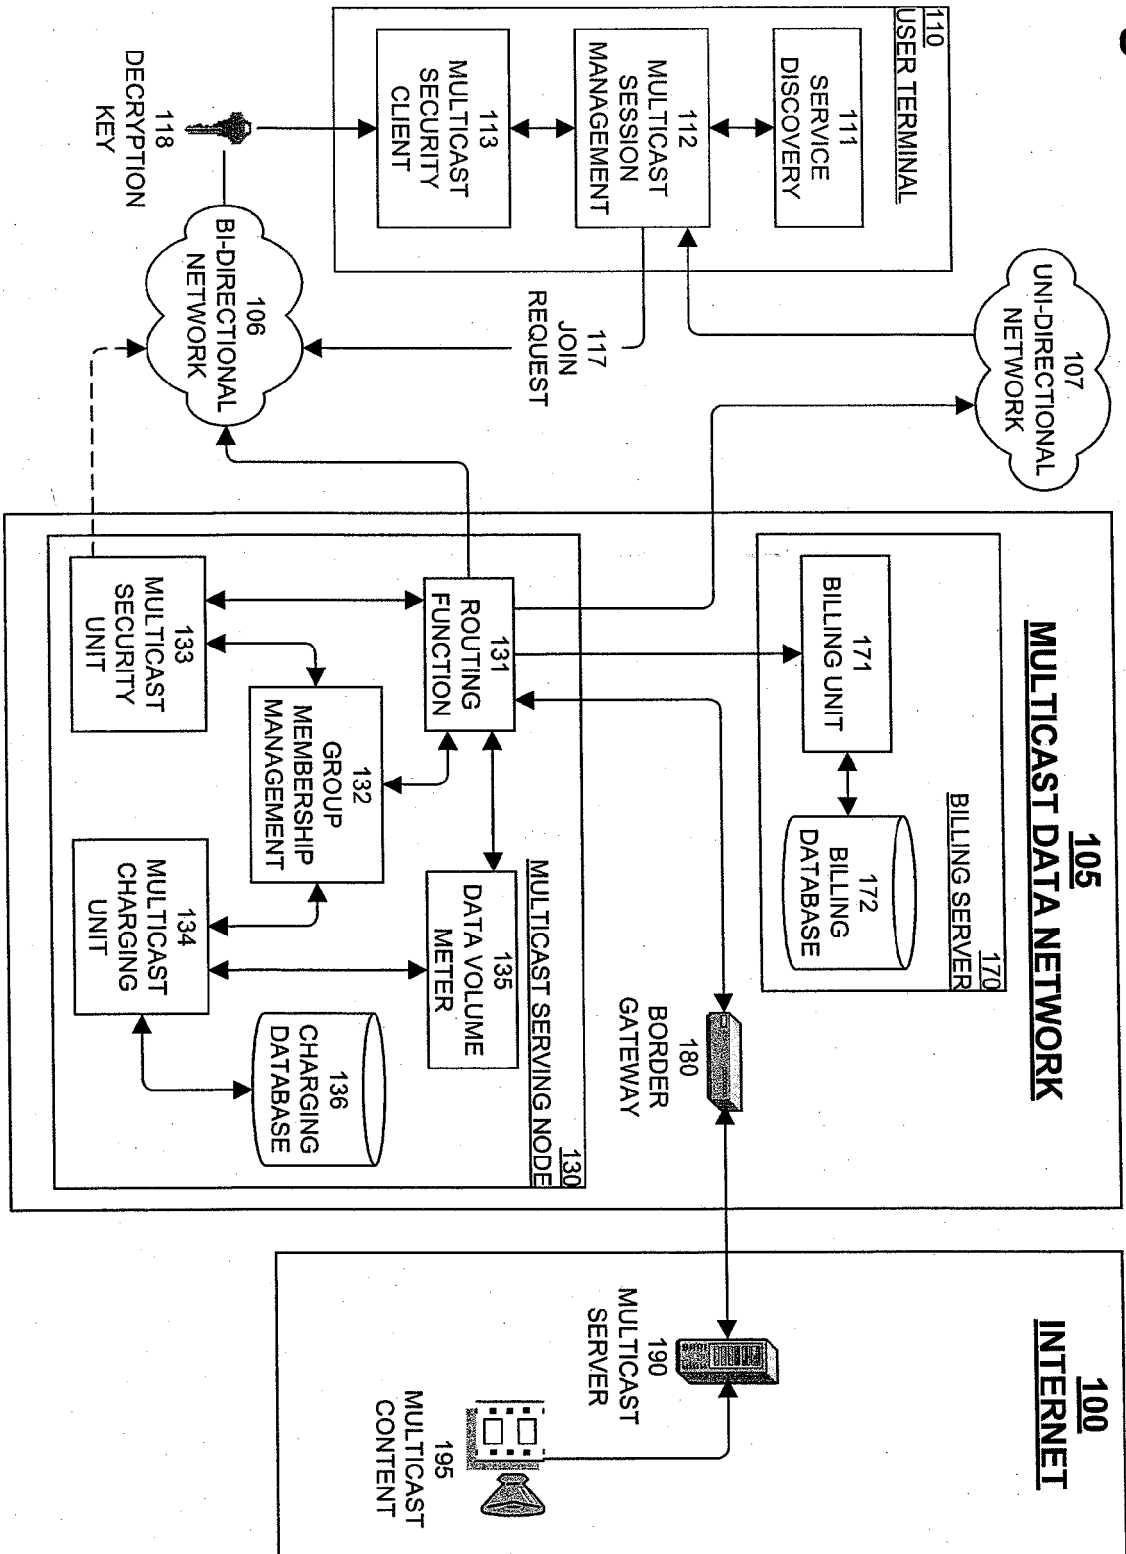 110
USER TERMINAL
111
SERVICE
DISCOVERY
112
MULTICAST
SESSION
MANAGEMENT
113
MULTICAST
SECURITY
CLIENT
118
DECRYPTION
KEY
107
UNI-DIRECTIONAL
NETWORK
117
JOIN
REQUEST
106
BI-DIRECTIONAL
NETWORK
105
MULTICAST DATA NETWORK
170
BILLING SERVER
171
BILLING UNIT
172
BILLING
DATABASE
180
BORDER
GATEWAY
130
MULTICAST SERVING NODE
131
ROUTING
FUNCTION
135
DATA VOLUME
METER
132
GROUP
MEMBERSHIP
MANAGEMENT
136
CHARGING
DATABASE
133
MULTICAST
SECURITY
UNIT
134
MULTICAST
CHARGING
UNIT
100
INTERNET
190
MULTICAST
SERVER
195
MULTICAST
CONTENT